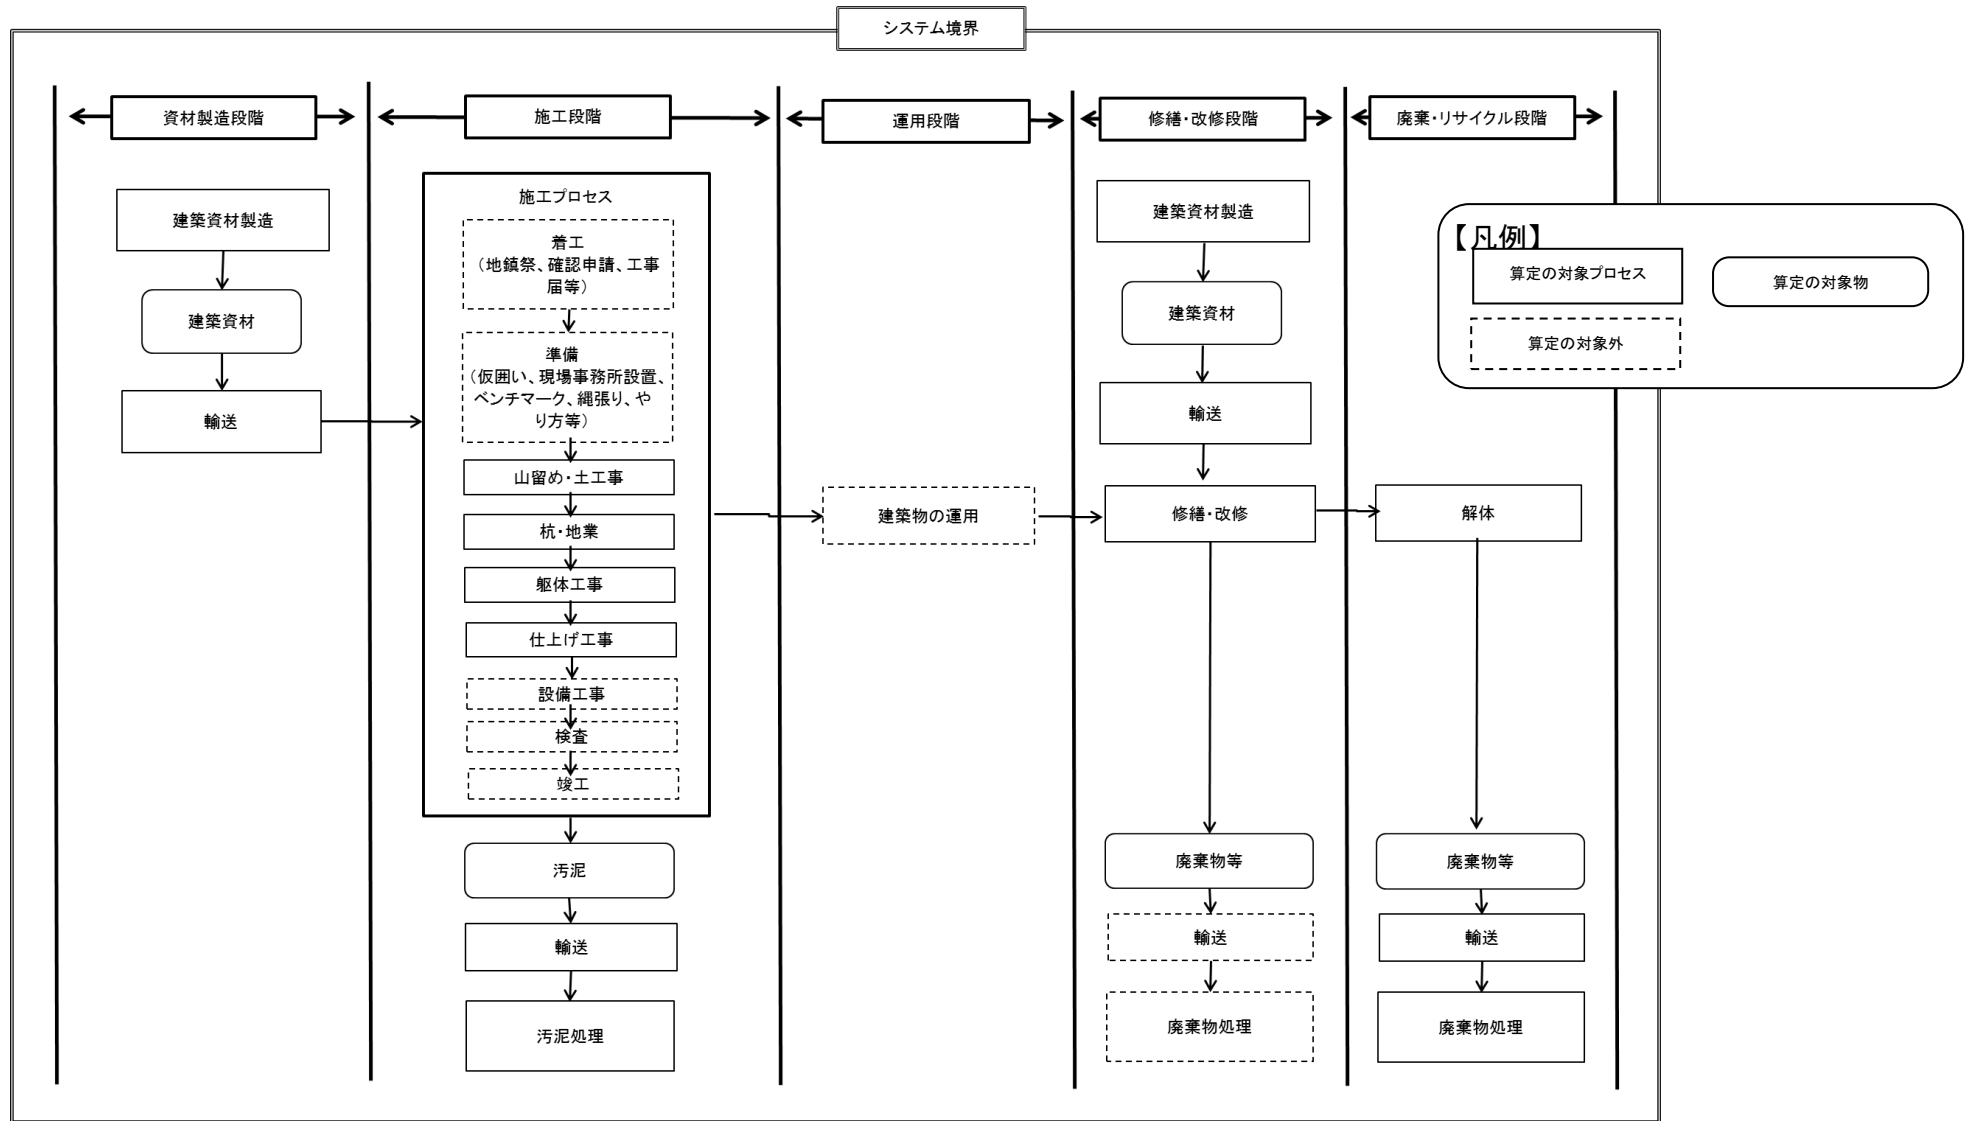 システム境界
資材製造段階
施工段階
運用段階
修繕・改修段階
廃棄・リサイクル段階
建築資材製造
建築資材
輸送
施工プロセス
着工
（地鎮祭、確認申請、工事
届等）
準備
（仮囲い、現場事務所設置、
ベンチマーク、縄張り、や
り方等）
山留め・土工事
杭・地業
躯体工事
仕上げ工事
設備工事
検査
竣工
汚泥
輸送
汚泥処理
建築物の運用
建築資材製造
建築資材
輸送
修繕・改修
廃棄物等
輸送
廃棄物処理
解体
廃棄物等
輸送
廃棄物処理
【凡例】
算定の対象プロセス
算定の対象物
算定の対象外